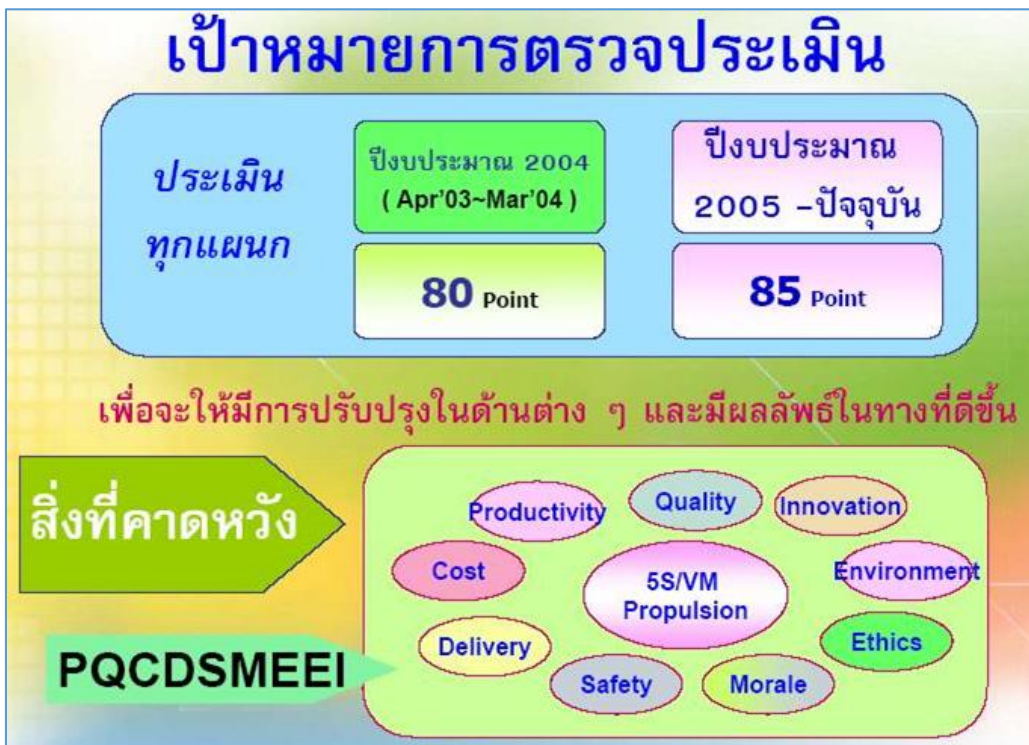 เป้าหมายการตรวจประเมิน
ประเมิน
ทุกแผนก
ปีงบประมาณ 2004
( Apr'03~Mar'04 )
80 Point
ปีงบประมาณ
2005 -ปัจจุบัน
85 Point
เพื่อจะให้มีการปรับปรุงในด้านต่าง ๆ และมีผลลัพธ์ในทางที่ดีขึ้น
สิ่งที่คาดหวัง
PQCDSMEEI
Productivity
Quality
Innovation
Cost
5S/VM
Propulsion
Environment
Delivery
Ethics
Safety
Morale